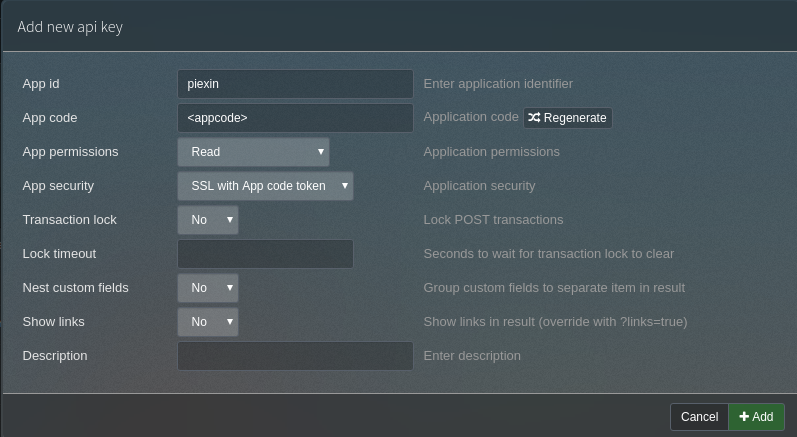 Add new api key
App id piexin Enter application identifier
App code <appcode> Application code Regenerate
App permissions Read Application permissions
App security SSL with App code token Application security
Transaction lock No Lock POST transactions
Lock timeout Seconds to wait for transaction lock to clear
Nest custom fields No Group custom fields to separate item in result
Show links No Show links in result (override with ?links=true)
Description Enter description
Cancel Add